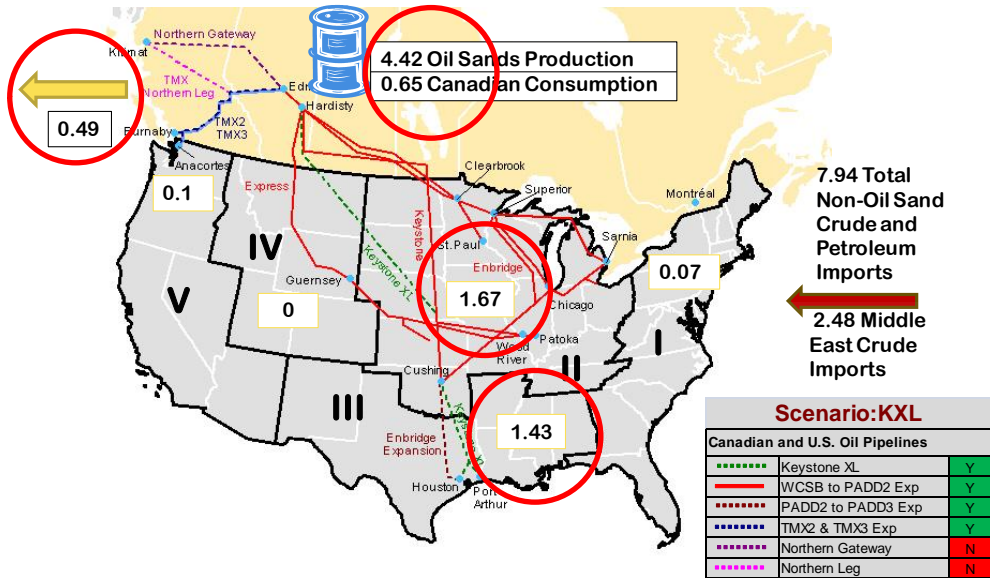 Northern Gateway
Kitimat
TMX
Northern Leg
Hardisty
TMX2
TMX3
Burnaby
Anacortes
4.42 Oil Sands Production
0.65 Canadian Consumption
0.49
0.1
Clearbrook
Superior
Montréal
Sarnia
Express
Keystone
Keystone XL
St.Paul
Enbridge
1.67
Chicago
0.07
IV
V
Guernsey
0
Wood
River
Patoka
II
I
III
Cushing
1.43
Enbridge
Expansion
Houston
Port
Arthur
7.94 Total
Non-Oil Sand
Crude and
Petroleum
Imports
2.48 Middle
East Crude
Imports
Scenario:KXL
Canadian and U.S. Oil Pipelines
Keystone XL Y
WCSB to PADD2 Exp Y
PADD2 to PADD3 Exp Y
TMX2 & TMX3 Exp Y
Northern Gateway N
Northern Leg N